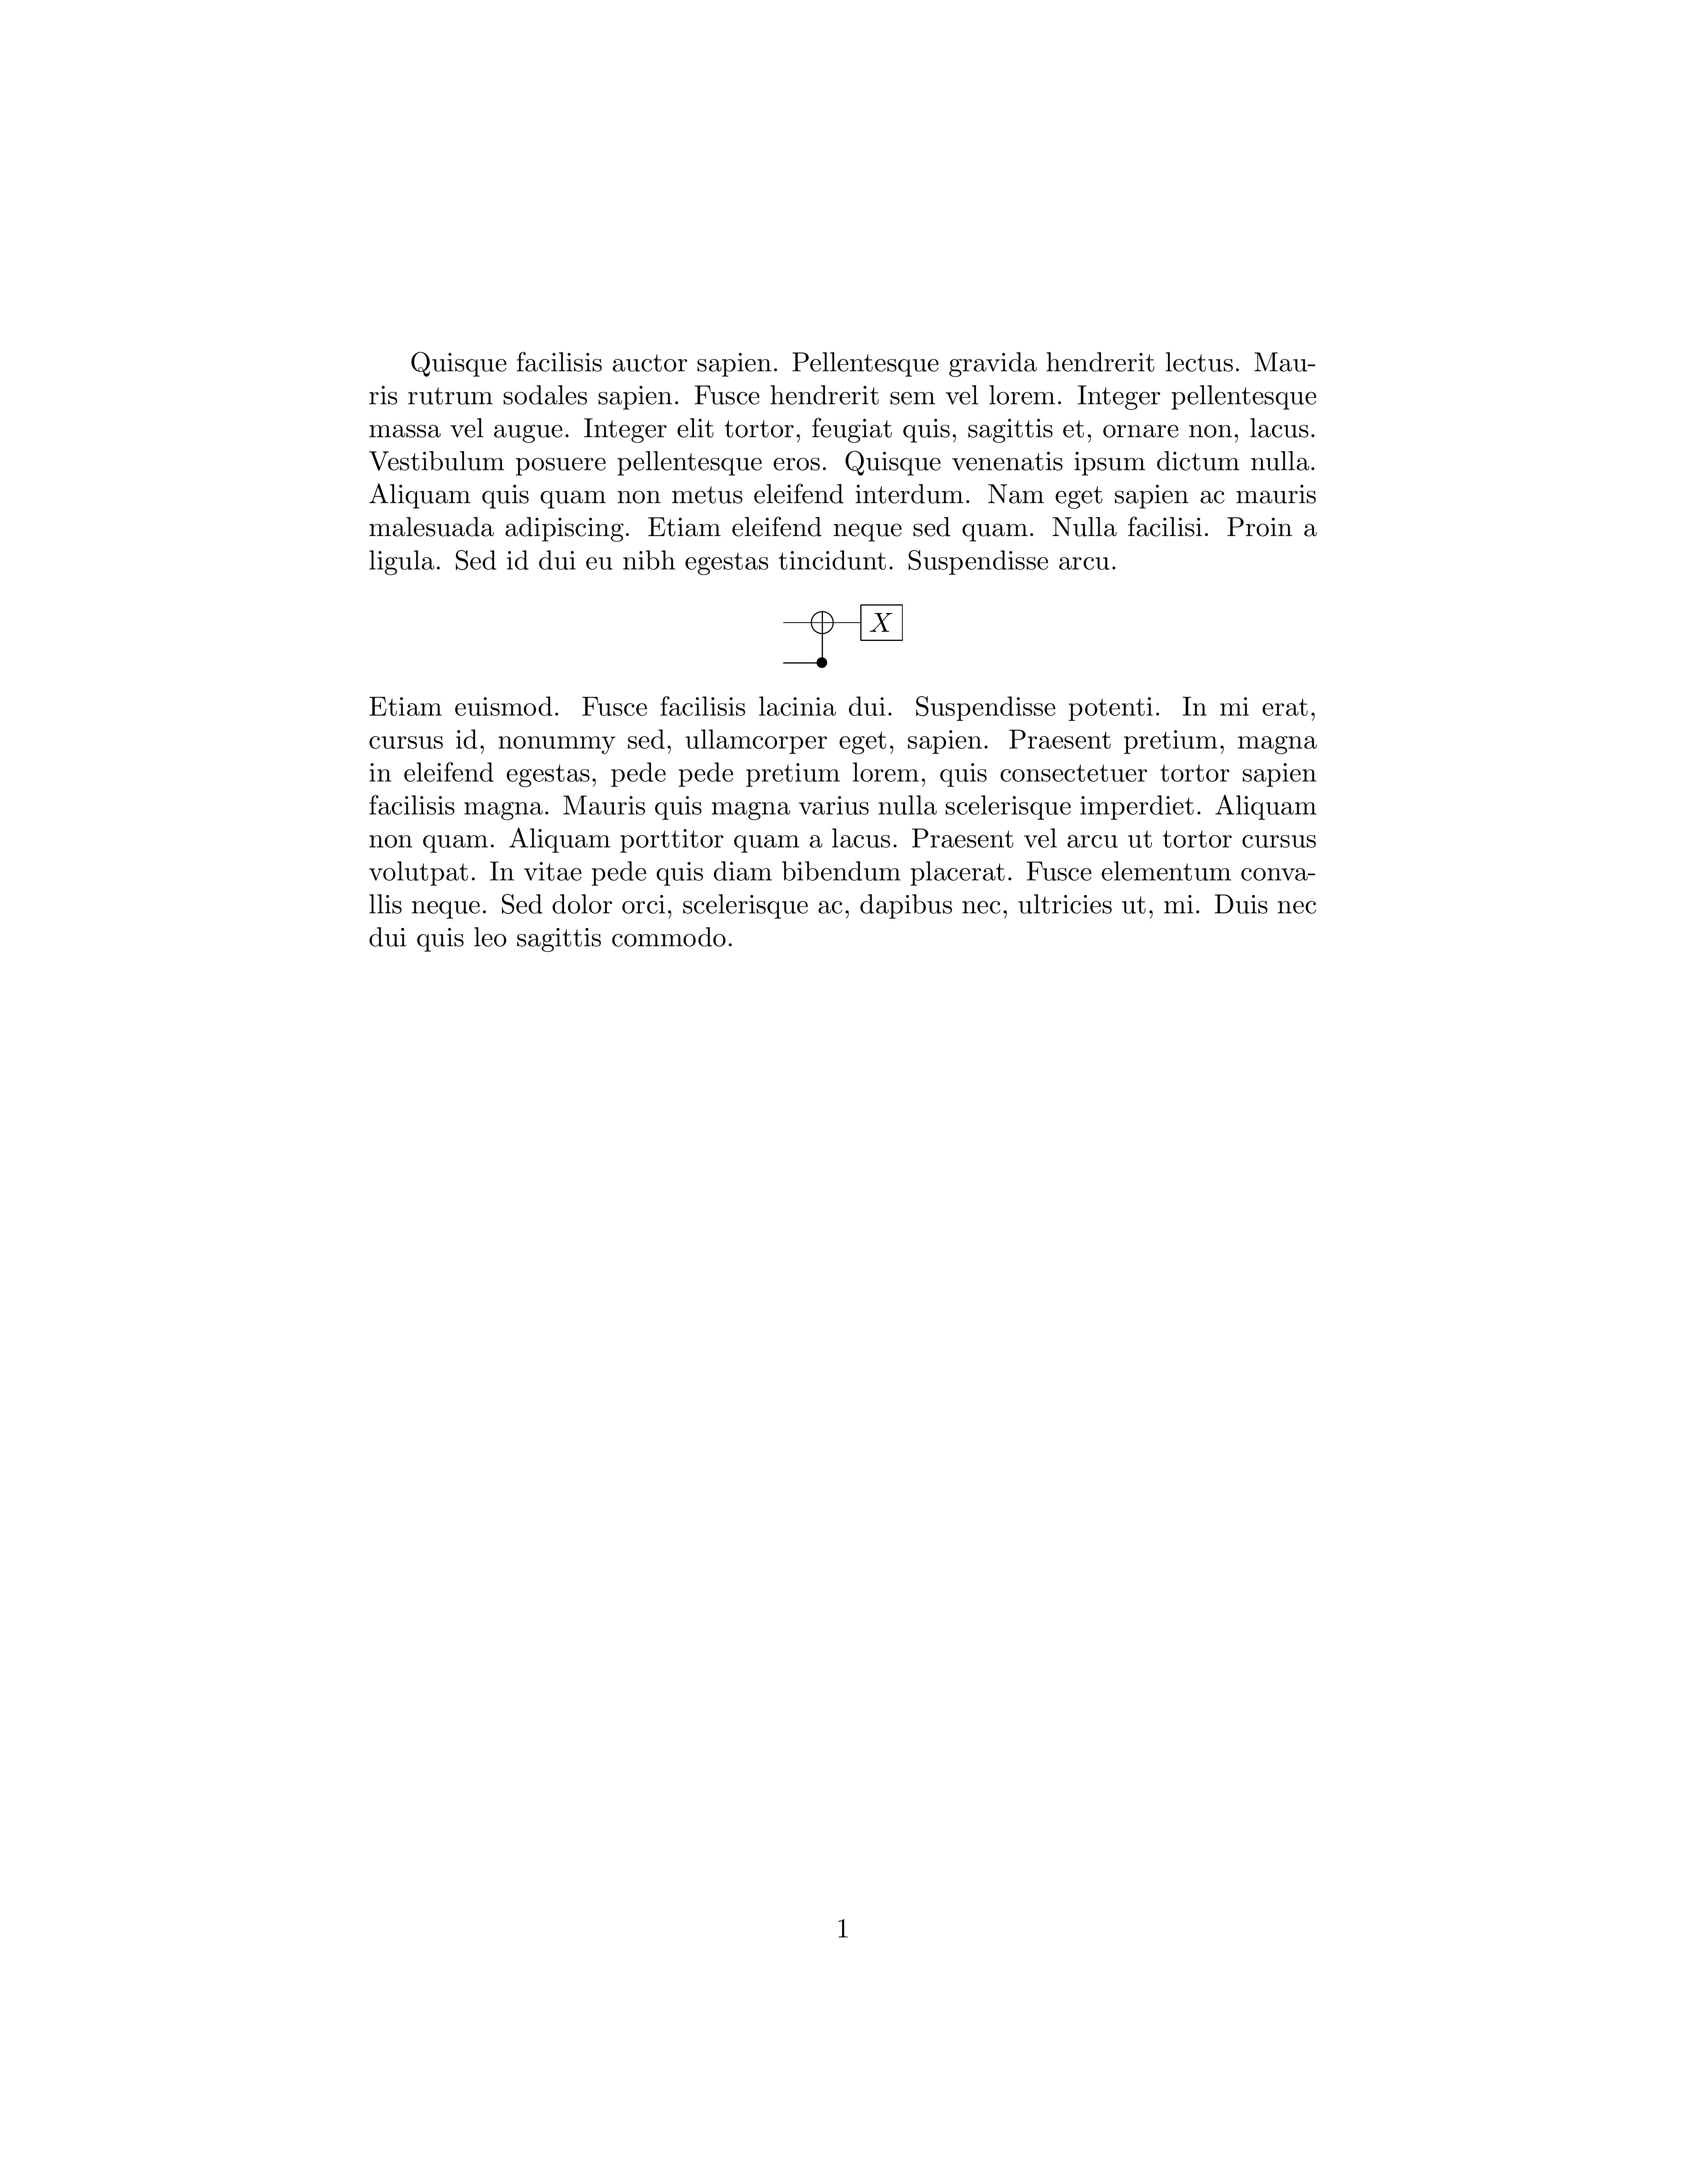 Quisque facilisis auctor sapien. Pellentesque gravida hendrerit lectus. Mau-
ris rutrum sodales sapien. Fusce hendrerit sem vel lorem. Integer pellentesque
massa vel augue. Integer elit tortor, feugiat quis, sagittis et, ornare non, lacus.
Vestibulum posuere pellentesque eros. Quisque venenatis ipsum dictum nulla.
Aliquam quis quam non metus eleifend interdum. Nam eget sapien ac mauris
malesuada adipiscing. Etiam eleifend neque sed quam. Nulla facilisi. Proin a
ligula. Sed id dui eu nibh egestas tincidunt. Suspendisse arcu.
X
Etiam euismod. Fusce facilisis lacinia dui. Suspendisse potenti. In mi erat,
cursus id, nonummy sed, ullamcorper eget, sapien. Praesent pretium, magna
in eleifend egestas, pede pede pretium lorem, quis consectetuer tortor sapien
facilisis magna. Mauris quis magna varius nulla scelerisque imperdiet. Aliquam
non quam. Aliquam porttitor quam a lacus. Praesent vel arcu ut tortor cursus
volutpat. In vitae pede quis diam bibendum placerat. Fusce elementum conva-
llis neque. Sed dolor orci, scelerisque ac, dapibus nec, ultricies ut, mi. Duis nec
dui quis leo sagittis commodo.
1